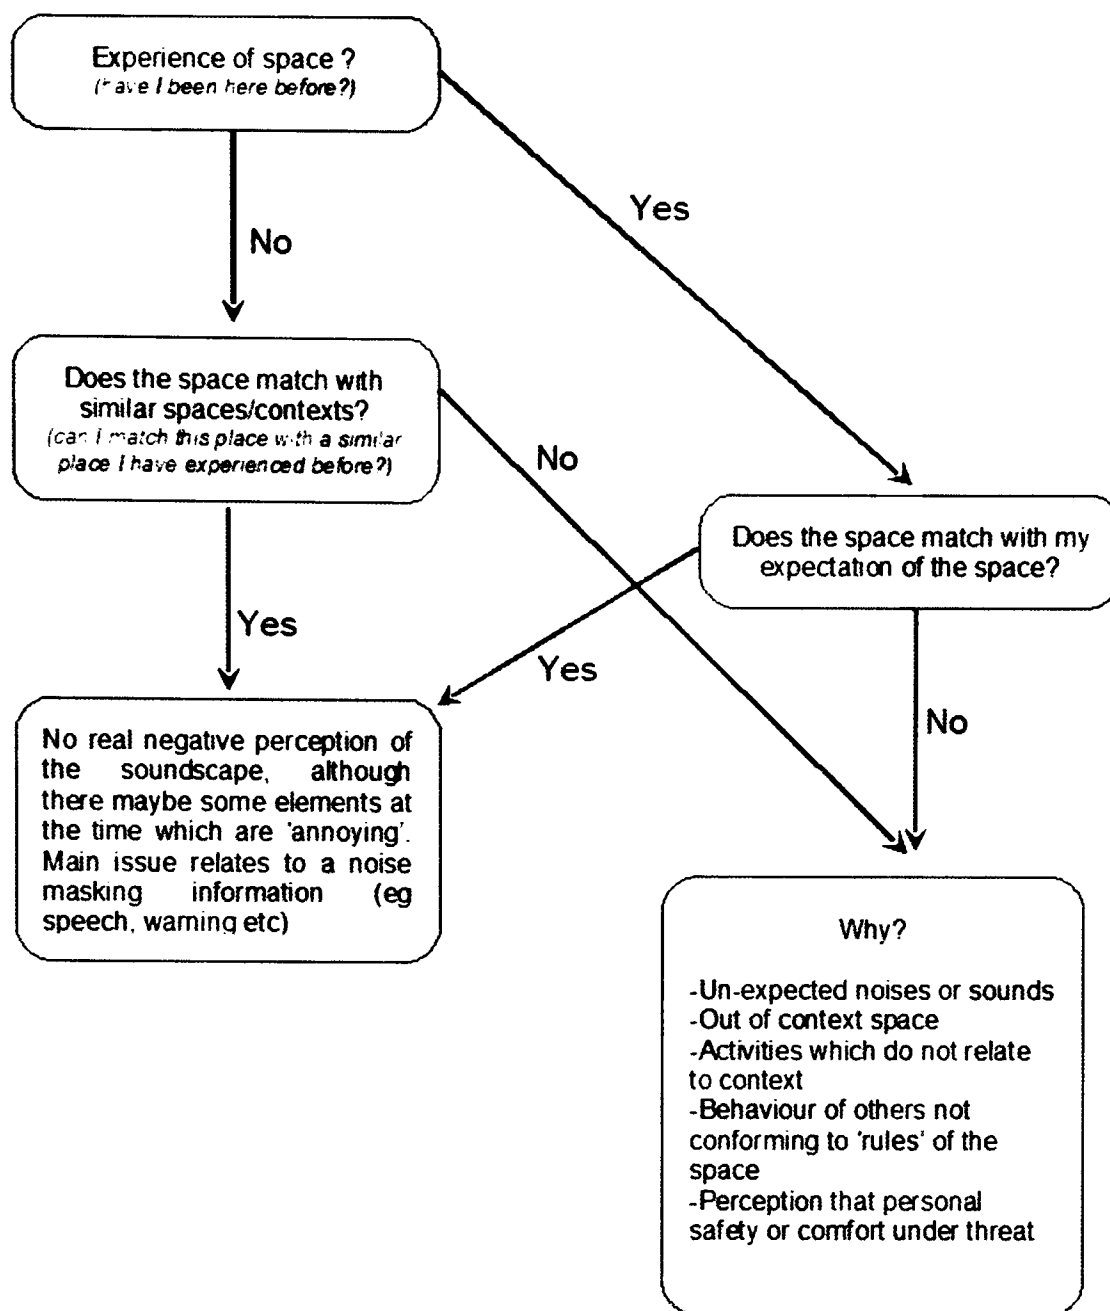 Experience of space ?
(have I been here before?)
Yes
No
Does the space match with
similar spaces/contexts?
(can I match this place with a similar
place I have experienced before?)
No
Does the space match with my
expectation of the space?
Yes
Yes
No
No real negative perception of
the soundscape, although
there maybe some elements at
the time which are 'annoying'.
Main issue relates to a noise
masking information (eg
speech, warning etc)
Why?
-Un-expected noises or sounds
-Out of context space
-Activities which do not relate
to context
-Behaviour of others not
conforming to 'rules' of the
space
-Perception that personal
safety or comfort under threat